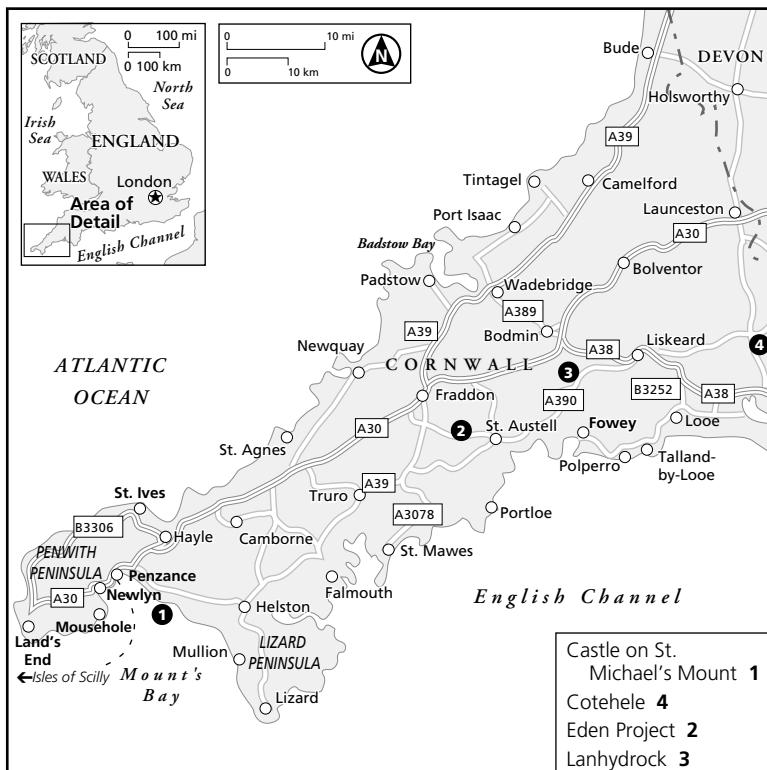 SCOTLAND
0 100 mi
0 100 km
North
Sea
Irish
Sea
ENGLAND
WALES
London
Area of
Detail
English Channel
0 10 mi
0 10 km
N
Bude
DEVON
Holsworthy
A39
Tintagel
Camelford
Port Isaac
Launceston
A30
Badstow Bay
Bolventor
Padstow
Wadebridge
A389
A39
Bodmin
Newquay
A38
Liskeard
4
ATLANTIC
OCEAN
CORNWALL
3
B3252
A38
Fraddon
A390
A30
2
St. Austell
Fowey
Looe
St. Agnes
Polperro
Talland-
by-Looe
Truro
A39
St. Ives
A3078
Portloe
B3306
Hayle
Camborne
PENWITH
PENINSULA
St. Mawes
Penzance
Falmouth
A30
Newlyn
1
Helston
English Channel
Mousehole
Land's
End
Mullion
LIZARD
PENINSULA
Isles of Scilly
Mount's
Bay
Lizard
Castle on St.
Michael's Mount 1
Cotehele 4
Eden Project 2
Lanhydrock 3